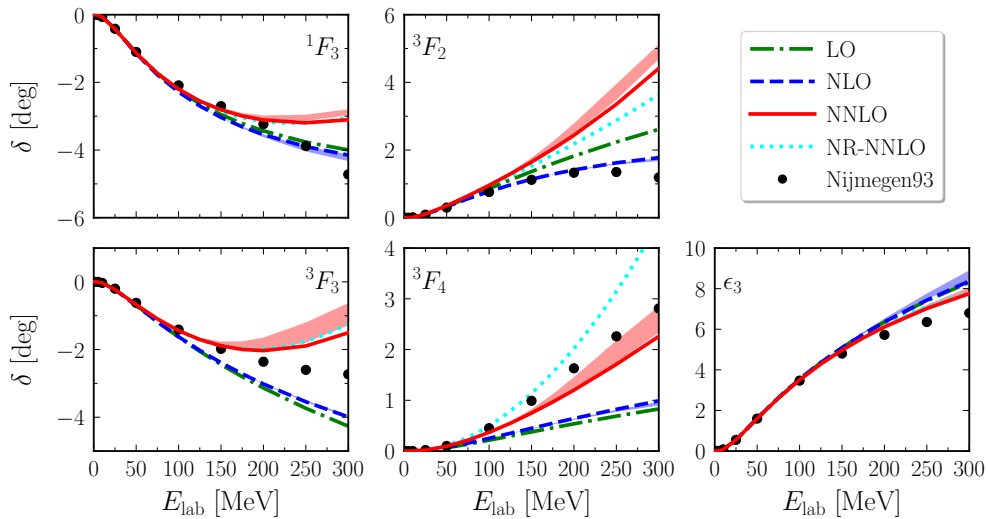 0
−2
−4
−6
δ [deg]
¹F₃
6
5
4
3
2
1
0
³F₂
LO
NLO
NNLO
NR-NNLO
Nijmegen93
0
−2
−4
δ [deg]
³F₃
0 50 100 150 200 250 300
E_lab [MeV]
4
3
2
1
0
³F₄
0 50 100 150 200 250 300
E_lab [MeV]
10
8
6
4
2
0
ϵ₃
0 50 100 150 200 250 300
E_lab [MeV]